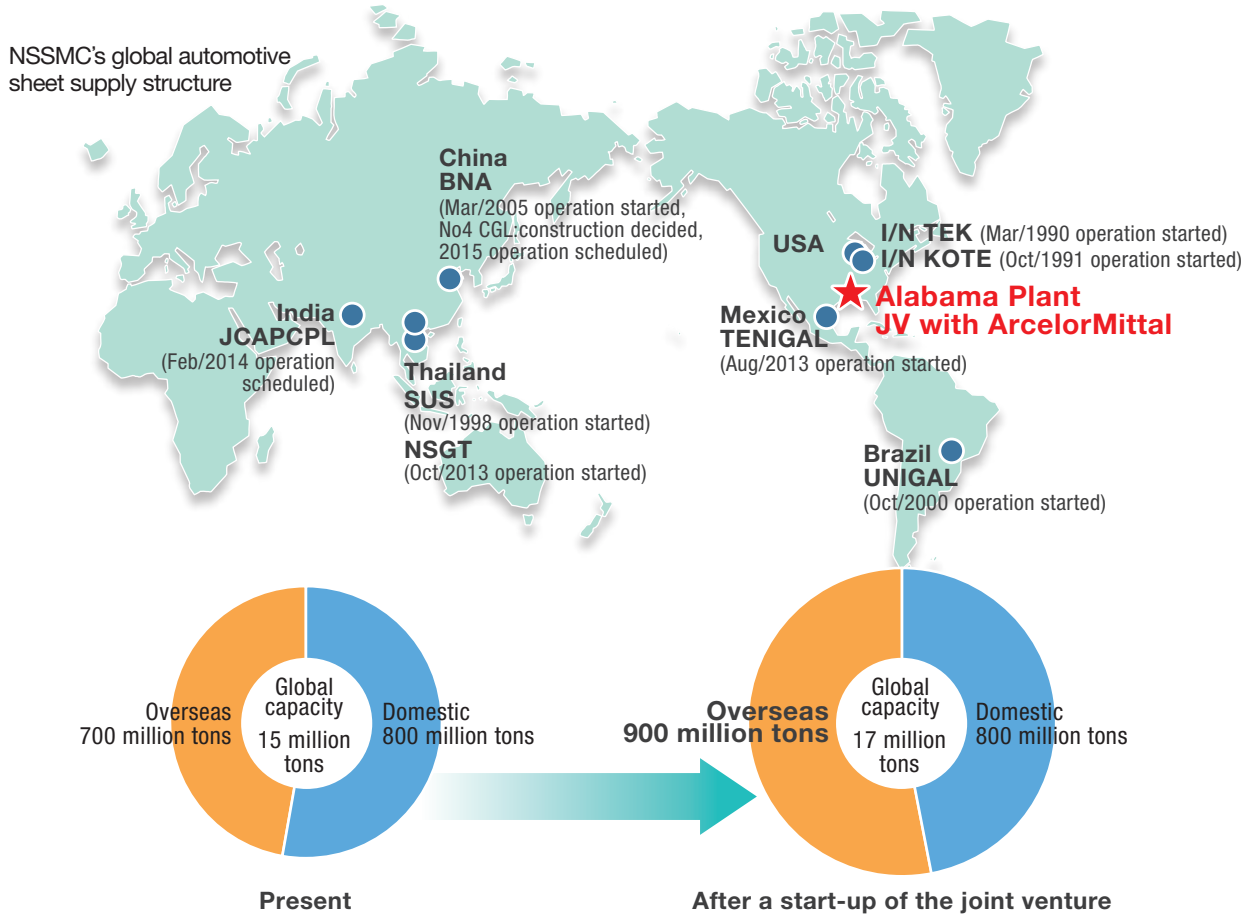 NSSMC's global automotive
sheet supply structure
China
BNA
(Mar/2005 operation started,
No4 CGL:construction decided,
2015 operation scheduled)
India
JCAPCPL
(Feb/2014 operation
scheduled)
Thailand
SUS
(Nov/1998 operation started)
NSGT
(Oct/2013 operation started)
USA
I/N TEK (Mar/1990 operation started)
I/N KOTE (Oct/1991 operation started)
Alabama Plant
JV with ArcelorMittal
Mexico
TENIGAL
(Aug/2013 operation started)
Brazil
UNIGAL
(Oct/2000 operation started)
Overseas
700 million tons
Global
capacity
15 million
tons
Domestic
800 million tons
Present
Overseas
900 million tons
Global
capacity
17 million
tons
Domestic
800 million tons
After a start-up of the joint venture